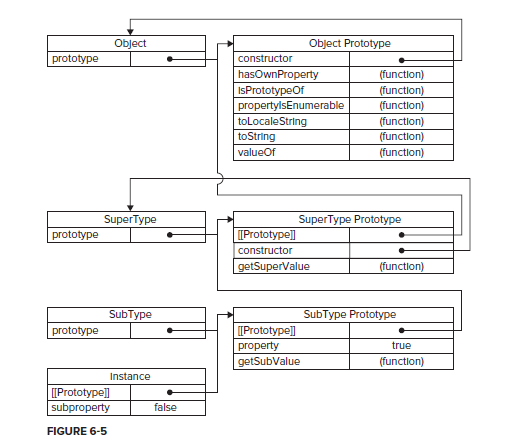 Object
prototype
Object Prototype
constructor
hasOwnProperty (function)
isPrototypeOf (function)
propertyIsEnumerable (function)
toLocaleString (function)
toString (function)
valueOf (function)
SuperType
prototype
SuperType Prototype
[[Prototype]]
constructor
getSuperValue (function)
SubType
prototype
SubType Prototype
[[Prototype]]
property true
getSubValue (function)
Instance
[[Prototype]]
subproperty false
FIGURE 6-5